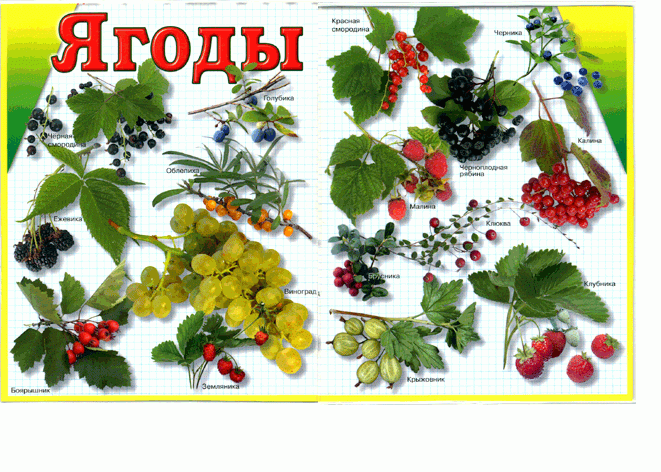 Ягоды
Голубика
Черная
смородина
Облепиха
Ежевика
Виноград
Земляника
Боярышник
Красная
смородина
Черника
Калина
Черноплодная
рябина
Малина
Клюква
Брусника
Клубника
Крыжовник